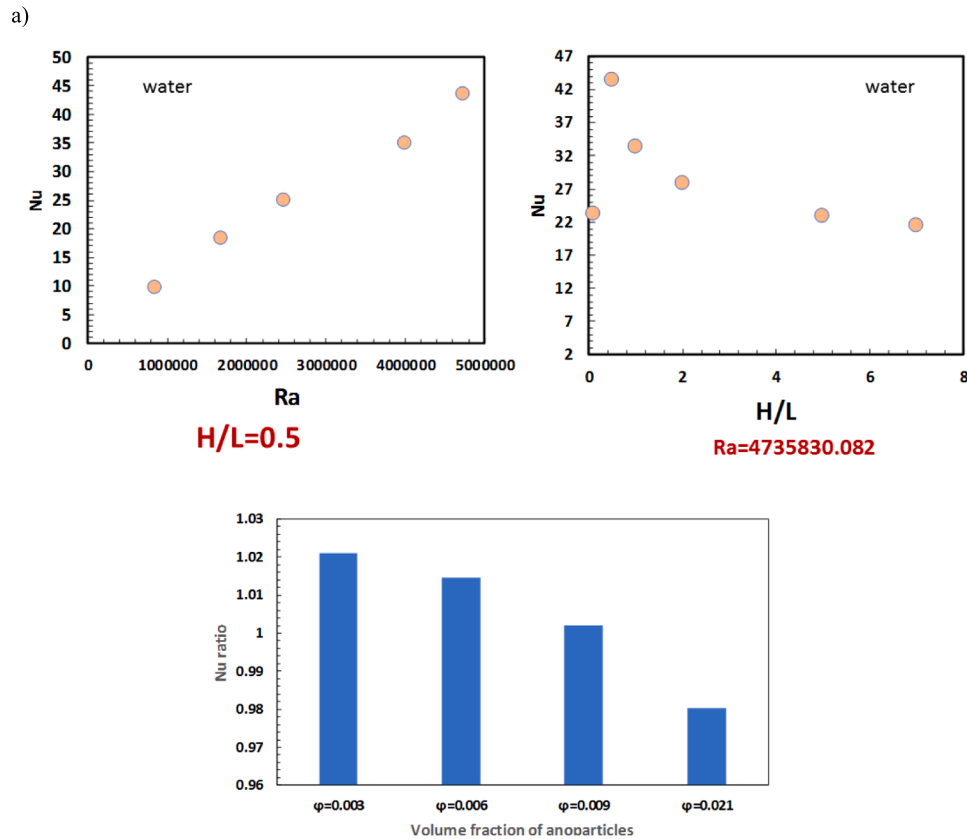 a)
50
45
40
35
30
25
20
15
10
5
0
Nu
water
0 1000000 2000000 3000000 4000000 5000000
Ra
H/L=0.5
47
42
37
32
27
22
17
12
7
2
Nu
water
0 2 4 6 8
H/L
Ra=4735830.082
1.03
1.02
1.01
1
0.99
0.98
0.97
0.96
Nu ratio
φ=0.003 φ=0.006 φ=0.009 φ=0.021
Volume fraction of anoparticles